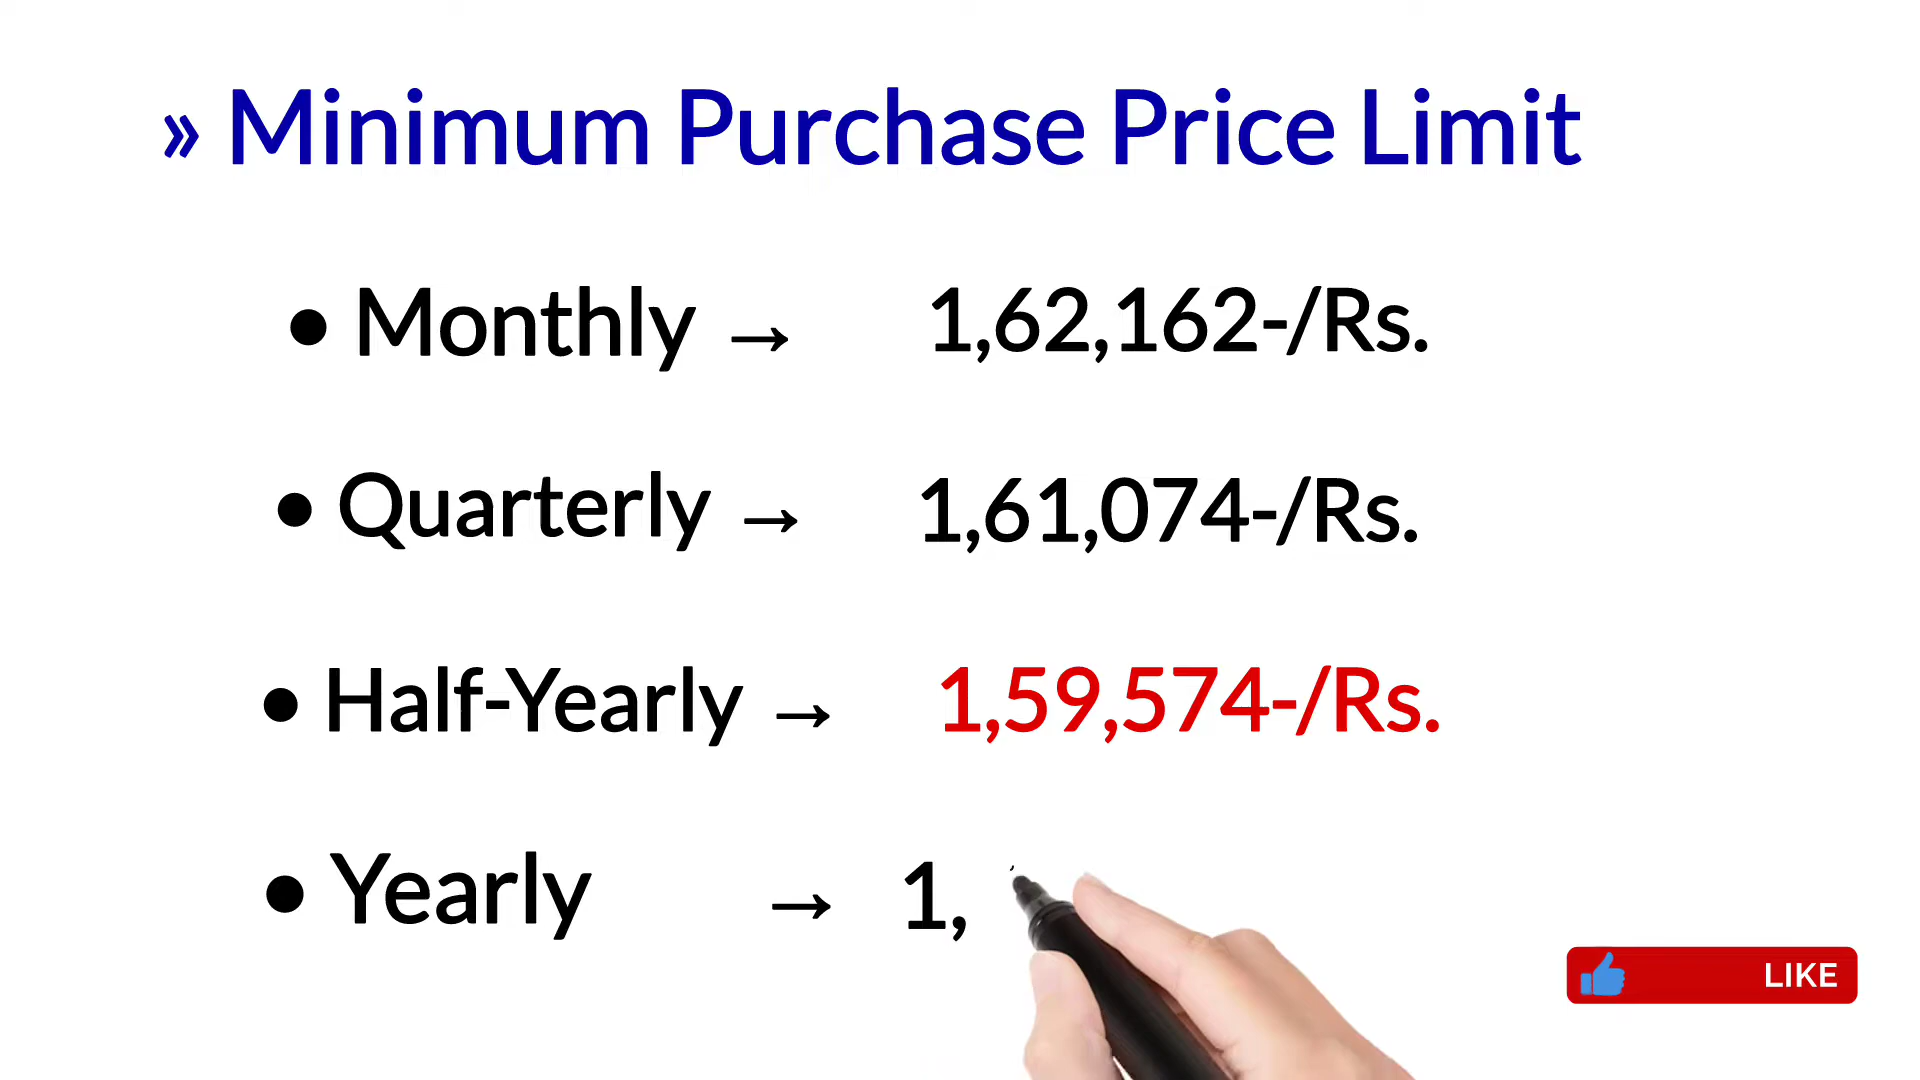 » Minimum Purchase Price Limit
• Monthly → 1,62,162-/Rs.
• Quarterly → 1,61,074-/Rs.
• Half-Yearly → 1,59,574-/Rs.
• Yearly → 1,
LIKE